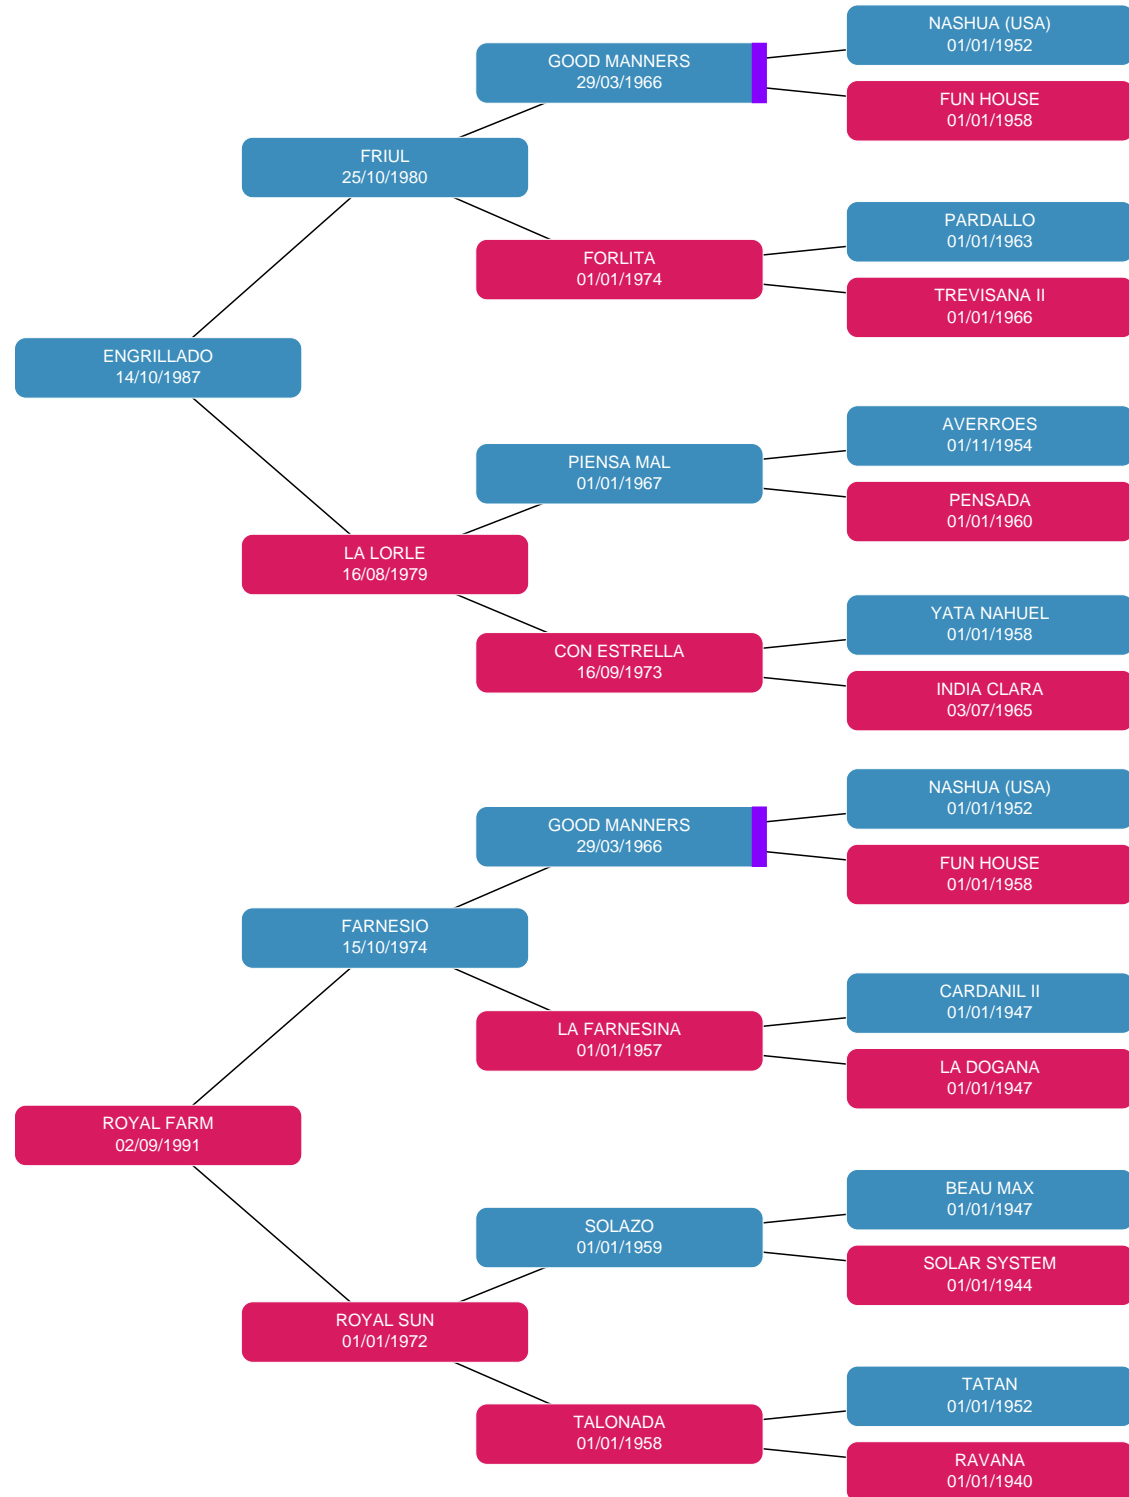 NASHUA (USA)
01/01/1952
GOOD MANNERS
29/03/1966
FUN HOUSE
01/01/1958
FRIUL
25/10/1980
PARDALLO
01/01/1963
FORLITA
01/01/1974
TREVISANA II
01/01/1966
ENGRILLADO
14/10/1987
AVERROES
01/11/1954
PIENSA MAL
01/01/1967
PENSADA
01/01/1960
LA LORLE
16/08/1979
YATA NAHUEL
01/01/1958
CON ESTRELLA
16/09/1973
INDIA CLARA
03/07/1965
NASHUA (USA)
01/01/1952
GOOD MANNERS
29/03/1966
FUN HOUSE
01/01/1958
FARNESIO
15/10/1974
CARDANIL II
01/01/1947
LA FARNESINA
01/01/1957
LA DOGANA
01/01/1947
ROYAL FARM
02/09/1991
BEAU MAX
01/01/1947
SOLAZO
01/01/1959
SOLAR SYSTEM
01/01/1944
ROYAL SUN
01/01/1972
TATAN
01/01/1952
TALONADA
01/01/1958
RAVANA
01/01/1940